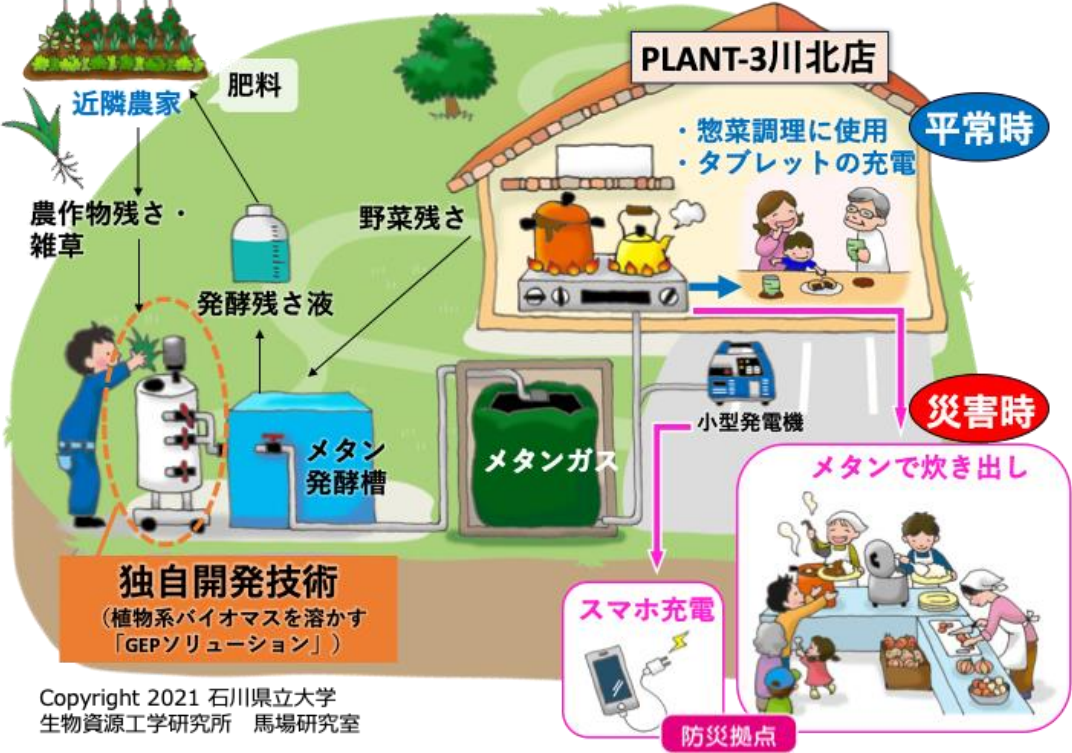 PLANT-3川北店
肥料
近隣農家
平常時
・惣菜調理に使用
・タブレットの充電
農作物残さ・
雑草
野菜残さ
発酵残さ液
災害時
小型発電機
メタン
発酵槽
メタンガス
メタンで炊き出し
独自開発技術
（植物系バイオマスを溶かす
「GEPソリューション」）
スマホ充電
防災拠点
Copyright 2021 石川県立大学
生物資源工学研究所　馬場研究室